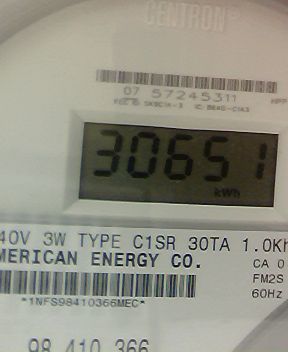 CENTRON®
07 57245311
30651
kWh
40V 3W TYPE C1SR 30TA 1.0Kh
MERICAN ENERGY CO.
CA 0
FM2S
60Hz
*1NFS98410366MEC*
98 410 366